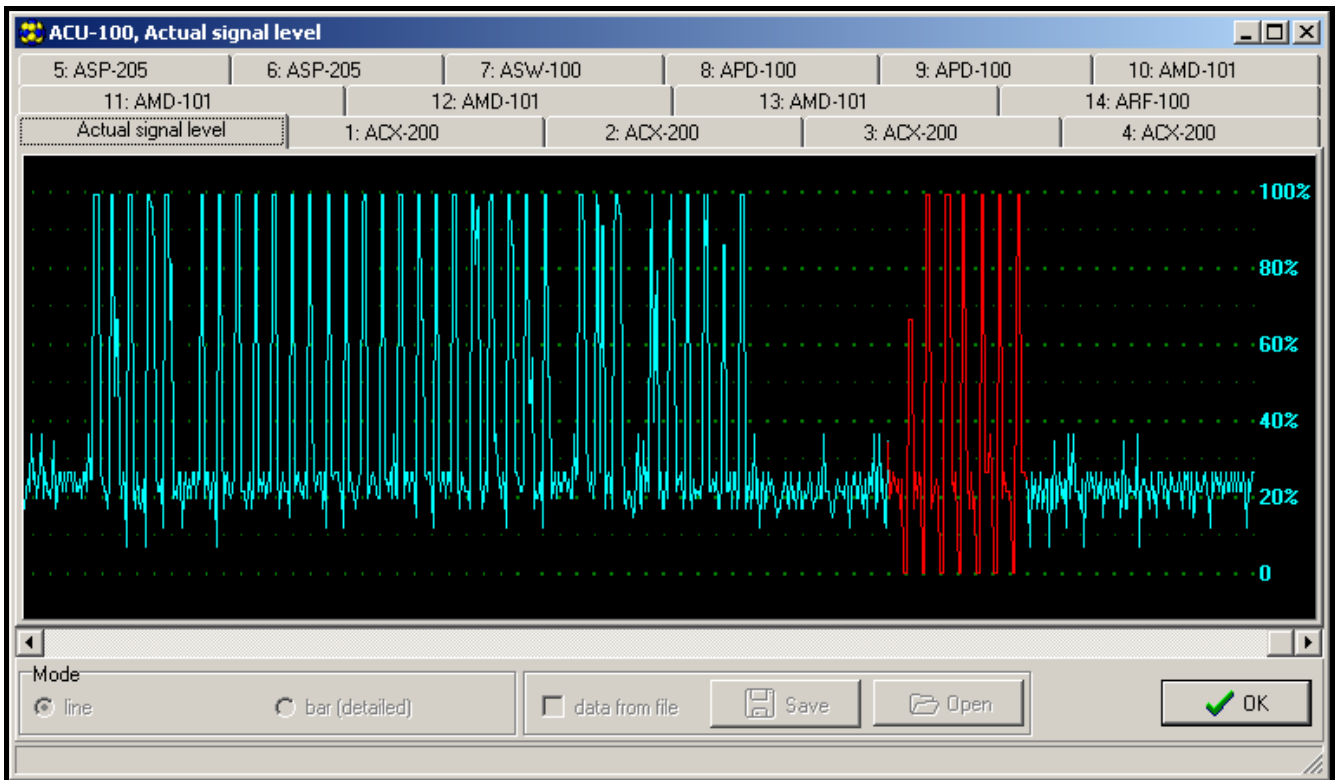 ACU-100, Actual signal level
5: ASP-205 6: ASP-205 7: ASW-100 8: APD-100 9: APD-100 10: AMD-101
11: AMD-101 12: AMD-101 13: AMD-101 14: ARF-100
Actual signal level 1: ACX-200 2: ACX-200 3: ACX-200 4: ACX-200
100%
80%
60%
40%
20%
0
Mode
line bar (detailed) data from file Save Open OK